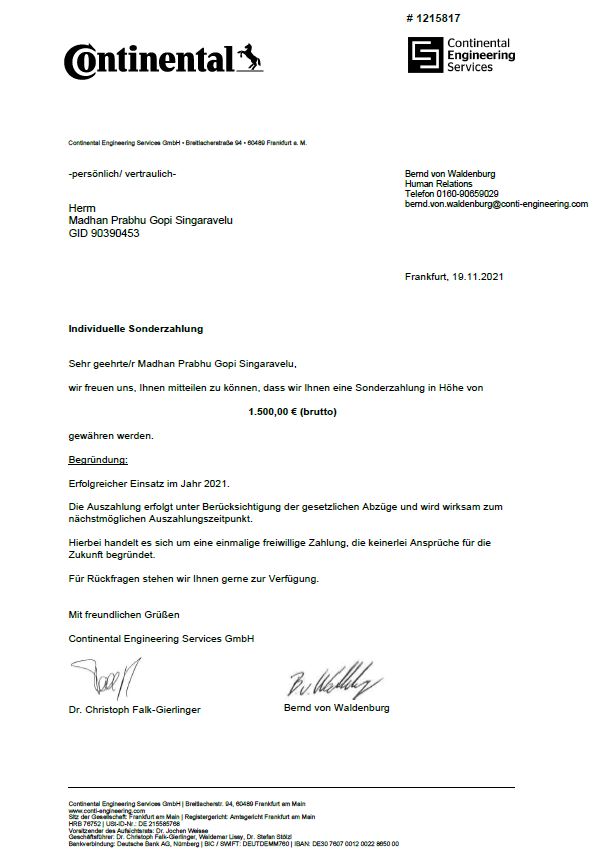 # 1215817
Continental
Continental
Engineering
Services
Continental Engineering Services GmbH • Breitlacherstraße 94 • 60489 Frankfurt a. M.
-persönlich/ vertraulich-
Bernd von Waldenburg
Human Relations
Telefon 0160-90659029
bernd.von.waldenburg@conti-engineering.com
Herrn
Madhan Prabhu Gopi Singaravelu
GID 90390453
Frankfurt, 19.11.2021
Individuelle Sonderzahlung
Sehr geehrte/r Madhan Prabhu Gopi Singaravelu,
wir freuen uns, Ihnen mitteilen zu können, dass wir Ihnen eine Sonderzahlung in Höhe von
1.500,00 € (brutto)
gewähren werden.
Begründung:
Erfolgreicher Einsatz im Jahr 2021.
Die Auszahlung erfolgt unter Berücksichtigung der gesetzlichen Abzüge und wird wirksam zum
nächstmöglichen Auszahlungszeitpunkt.
Hierbei handelt es sich um eine einmalige freiwillige Zahlung, die keinerlei Ansprüche für die
Zukunft begründet.
Für Rückfragen stehen wir Ihnen gerne zur Verfügung.
Mit freundlichen Grüßen
Continental Engineering Services GmbH
B. v. Waldenburg
Dr. Christoph Falk-Gierlinger
Bernd von Waldenburg
Continental Engineering Services GmbH | Breitlacherstr. 94, 60489 Frankfurt am Main
www.conti-engineering.com
Sitz der Gesellschaft: Frankfurt am Main | Registergericht: Amtsgericht Frankfurt am Main
HRB 76752 | USt-ID-Nr.: DE 215585768
Vorsitzender des Aufsichtsrats: Dr. Jochen Weisse
Geschäftsführer: Dr. Christoph Falk-Gierlinger, Waldemar Lissy, Dr. Stefan Stölzl
Bankverbindung: Deutsche Bank AG, Nürnberg | BIC / SWIFT: DEUTDEMM760 | IBAN: DE30 7607 0012 0022 8650 00